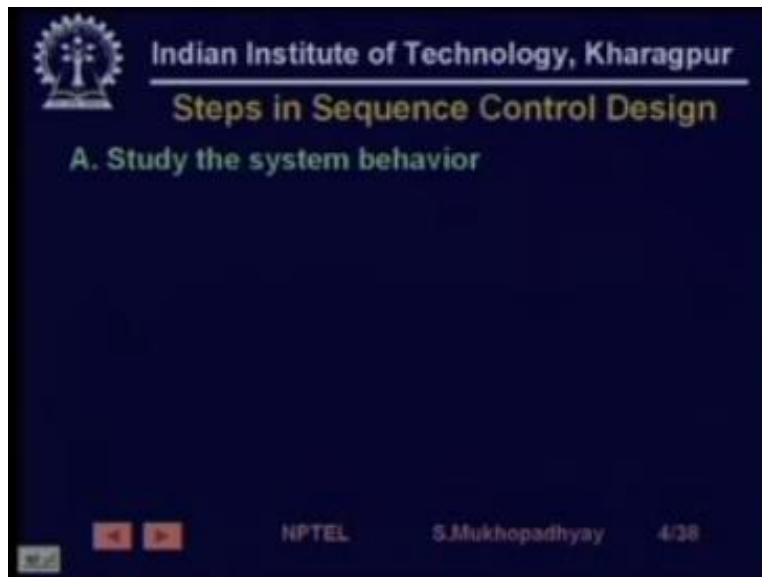 Indian Institute of Technology, Kharagpur
Steps in Sequence Control Design
A. Study the system behavior
NPTEL S.Mukhopadhyay 4/38